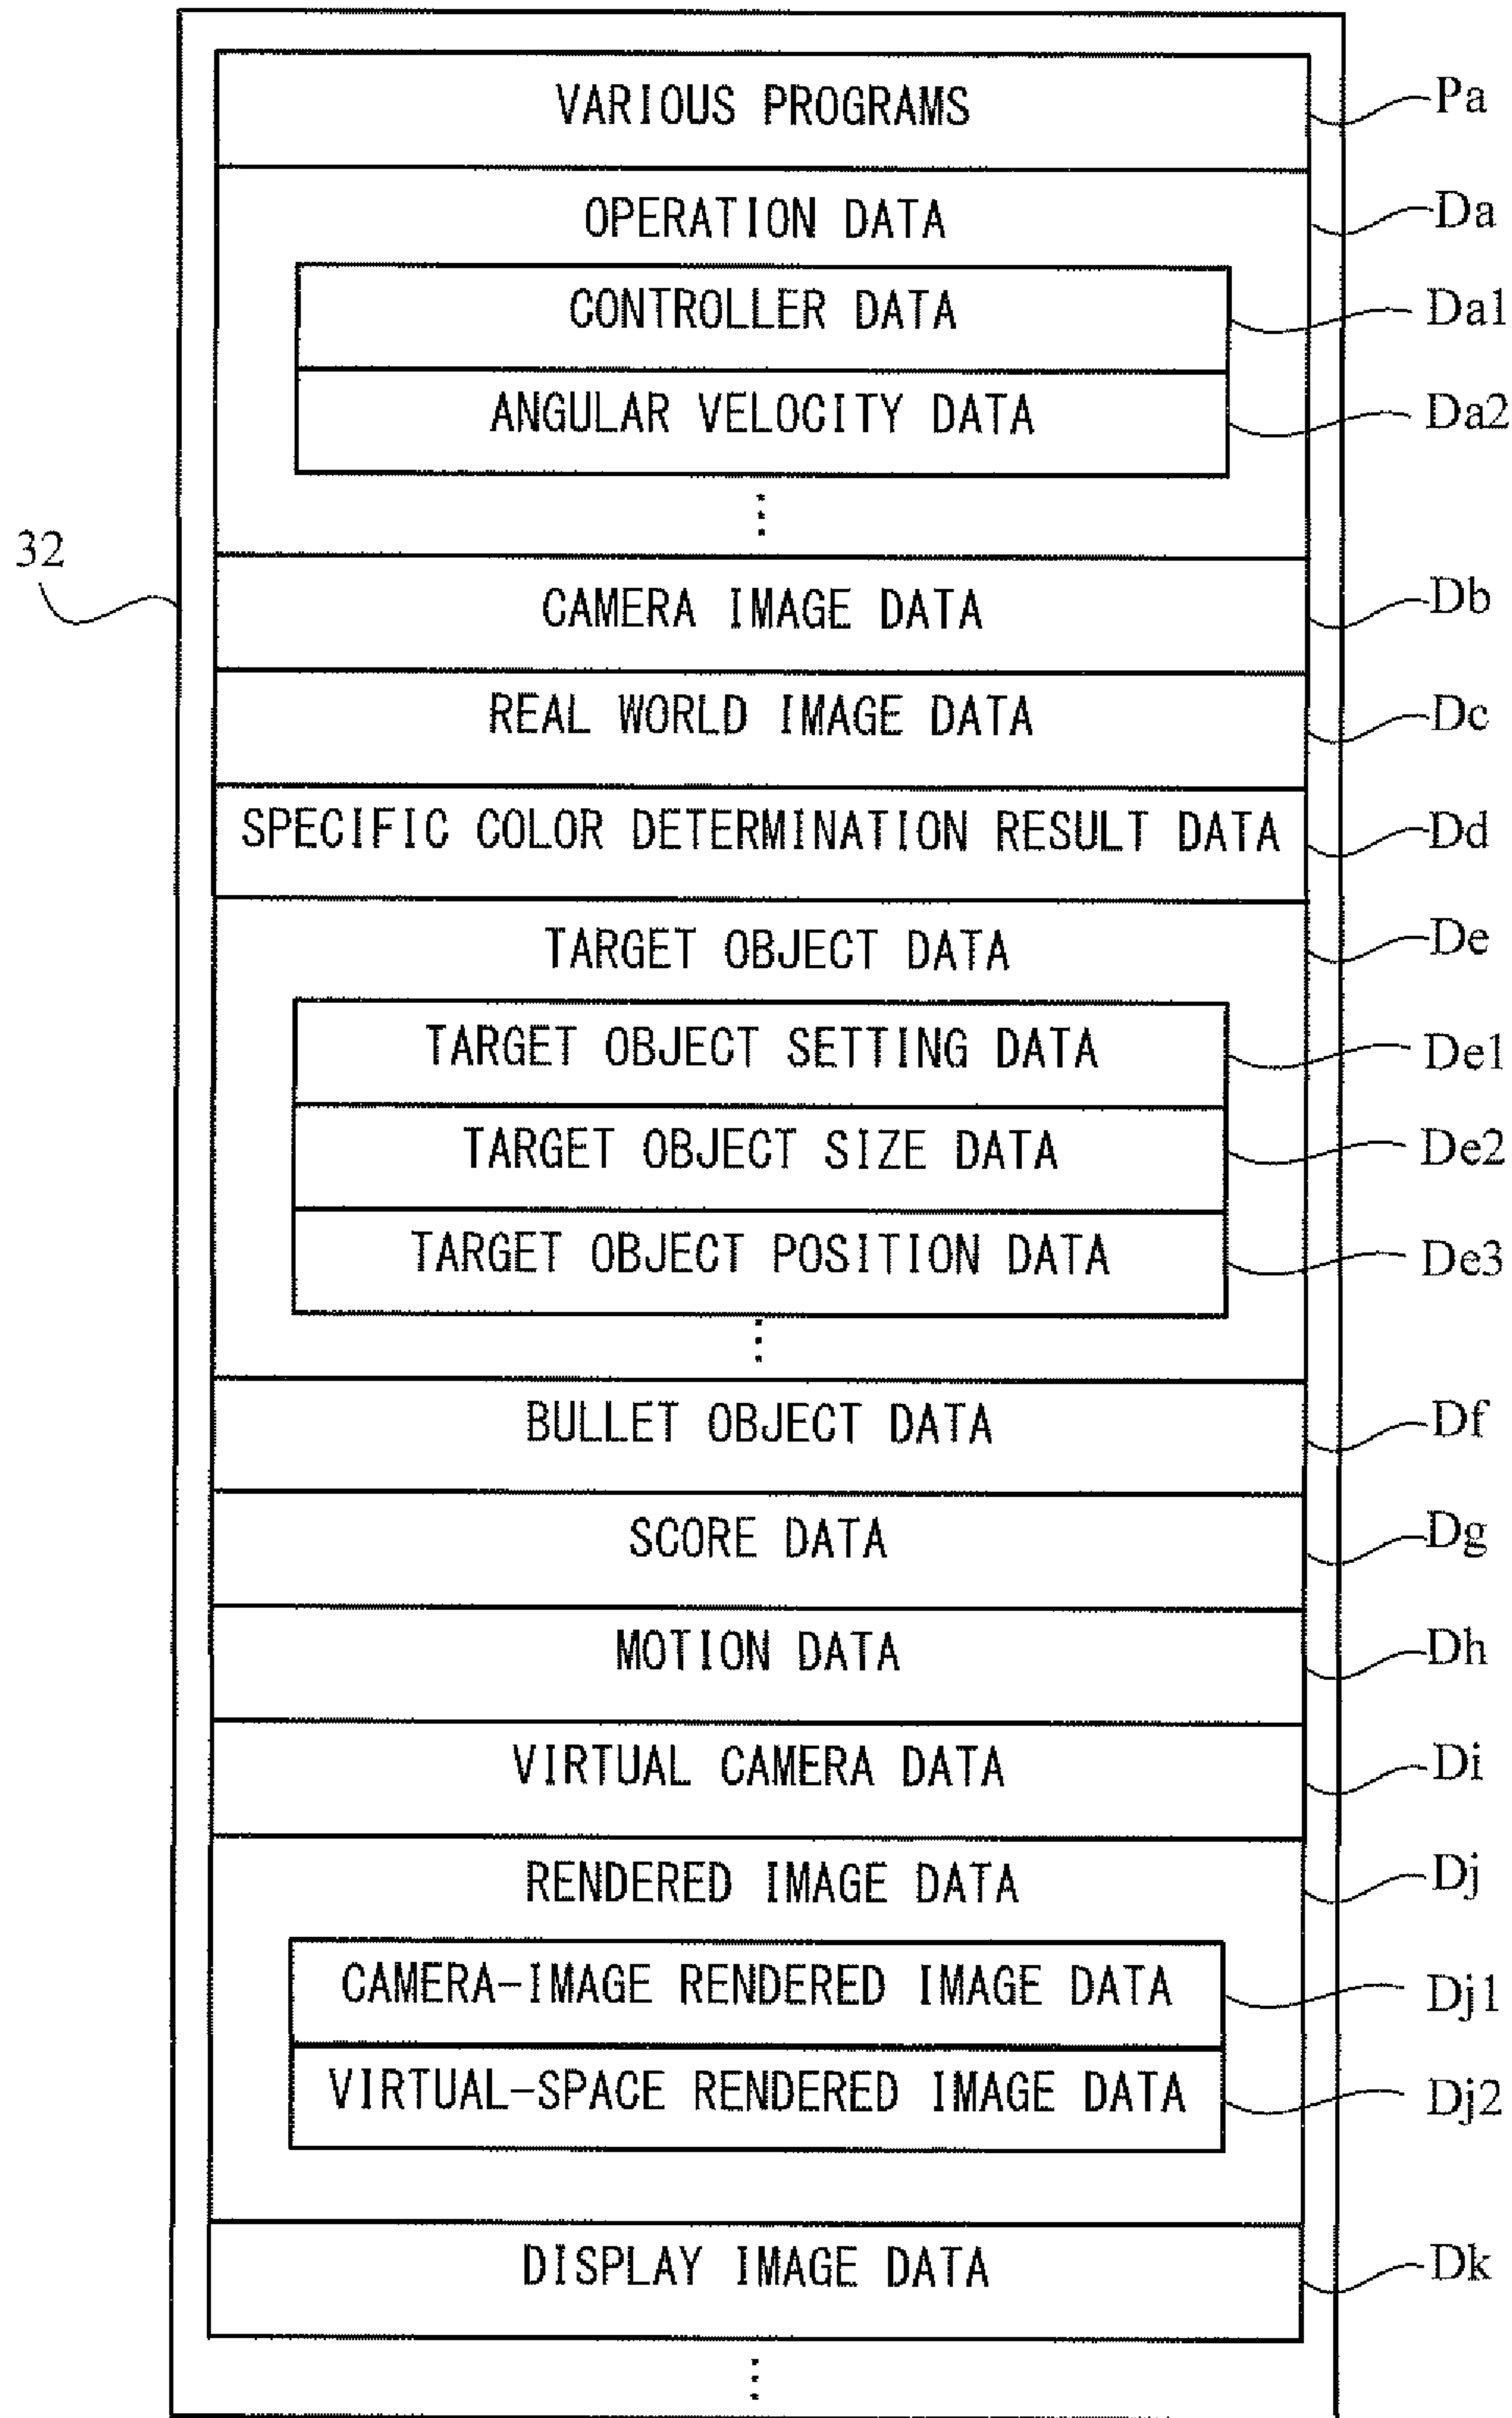 VARIOUS PROGRAMS Pa
OPERATION DATA Da
CONTROLLER DATA Da1
ANGULAR VELOCITY DATA Da2
32
CAMERA IMAGE DATA Db
REAL WORLD IMAGE DATA Dc
SPECIFIC COLOR DETERMINATION RESULT DATA Dd
TARGET OBJECT DATA De
TARGET OBJECT SETTING DATA De1
TARGET OBJECT SIZE DATA De2
TARGET OBJECT POSITION DATA De3
BULLET OBJECT DATA Df
SCORE DATA Dg
MOTION DATA Dh
VIRTUAL CAMERA DATA Di
RENDERED IMAGE DATA Dj
CAMERA-IMAGE RENDERED IMAGE DATA Dj1
VIRTUAL-SPACE RENDERED IMAGE DATA Dj2
DISPLAY IMAGE DATA Dk